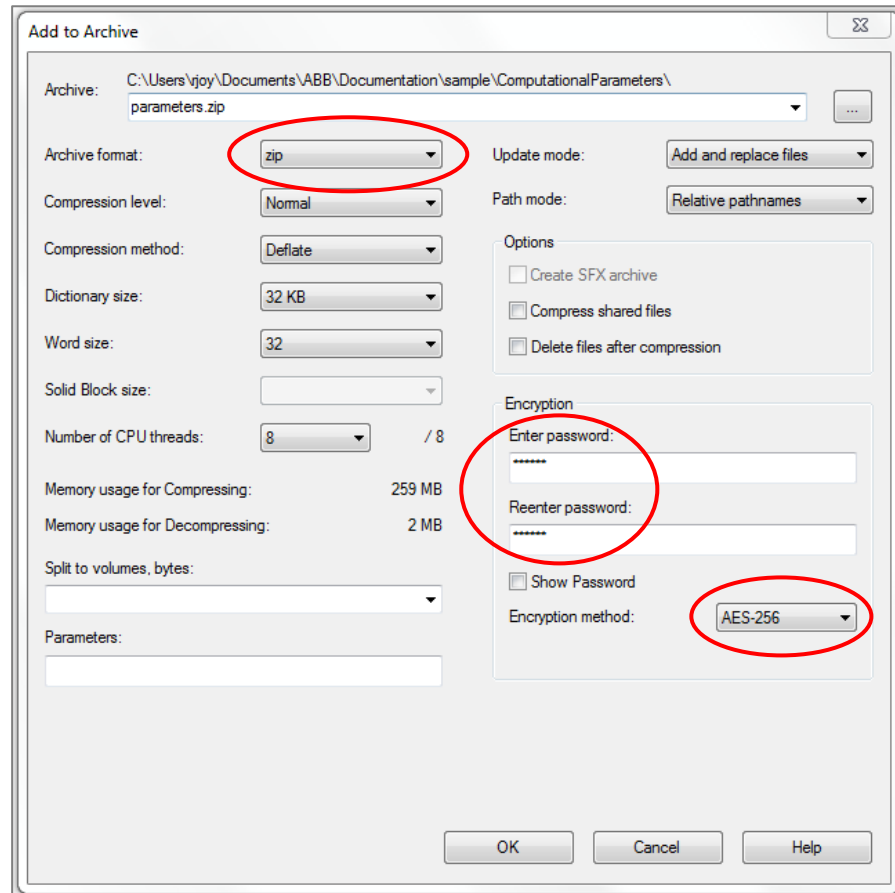 Add to Archive
Archive:
C:\Users\rjoy\Documents\ABB\Documentation\sample\ComputationalParameters\
parameters.zip
...
Archive format:
zip
Compression level:
Normal
Compression method:
Deflate
Dictionary size:
32 KB
Word size:
32
Solid Block size:
Number of CPU threads:
8
/ 8
Memory usage for Compressing:
259 MB
Memory usage for Decompressing:
2 MB
Split to volumes, bytes:
Parameters:
Update mode:
Add and replace files
Path mode:
Relative pathnames
Options
Create SFX archive
Compress shared files
Delete files after compression
Encryption
Enter password:
******
Reenter password:
******
Show Password
Encryption method:
AES-256
OK
Cancel
Help